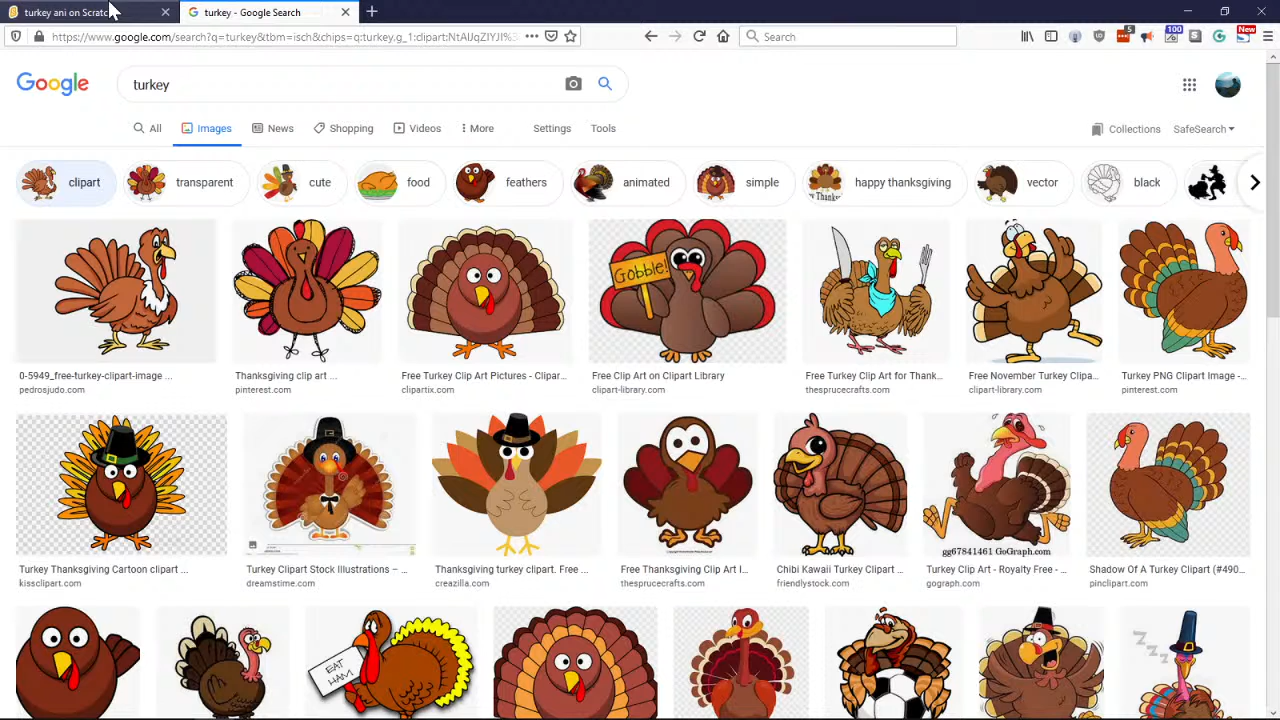 turkey ani on Scratc
turkey - Google Search
https://www.google.com/search?q=turkey&tbm=isch&chips=q:turkey,g_1:clipart:
Search
5
100
New
Google
turkey
All
Images
News
Shopping
Videos
More
Settings
Tools
Collections
SafeSearch
clipart
transparent
cute
food
feathers
animated
simple
happy thanksgiving
vector
black
Gobble!
0-5949_free-turkey-clipart-image ...
Thanksgiving clip art ...
Free Turkey Clip Art Pictures - Clipar...
Free Clip Art on Clipart Library
Free Turkey Clip Art for Thank...
Free November Turkey Clipa...
Turkey PNG Clipart Image -...
pedrosjudo.com
pinterest.com
clipartix.com
clipart-library.com
thesprucecrafts.com
clipart-library.com
pinterest.com
gg67841461 GoGraph.com
Turkey Thanksgiving Cartoon clipart ...
Turkey Clipart Stock Illustrations – ...
Thanksgiving turkey clipart. Free ...
Free Thanksgiving Clip Art I...
Chibi Kawaii Turkey Clipart ...
Turkey Clip Art - Royalty Free - ...
Shadow Of A Turkey Clipart (#490...
kissclipart.com
dreamstime.com
creazilla.com
thesprucecrafts.com
friendlystock.com
gograph.com
pinclipart.com
EAT
HAM
zzz